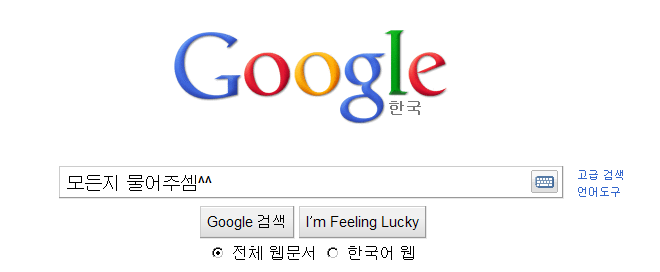 Google
한국
모든지 물어주셈^^
고급 검색
언어도구
Google 검색
I'm Feeling Lucky
전체 웹문서
한국어 웹